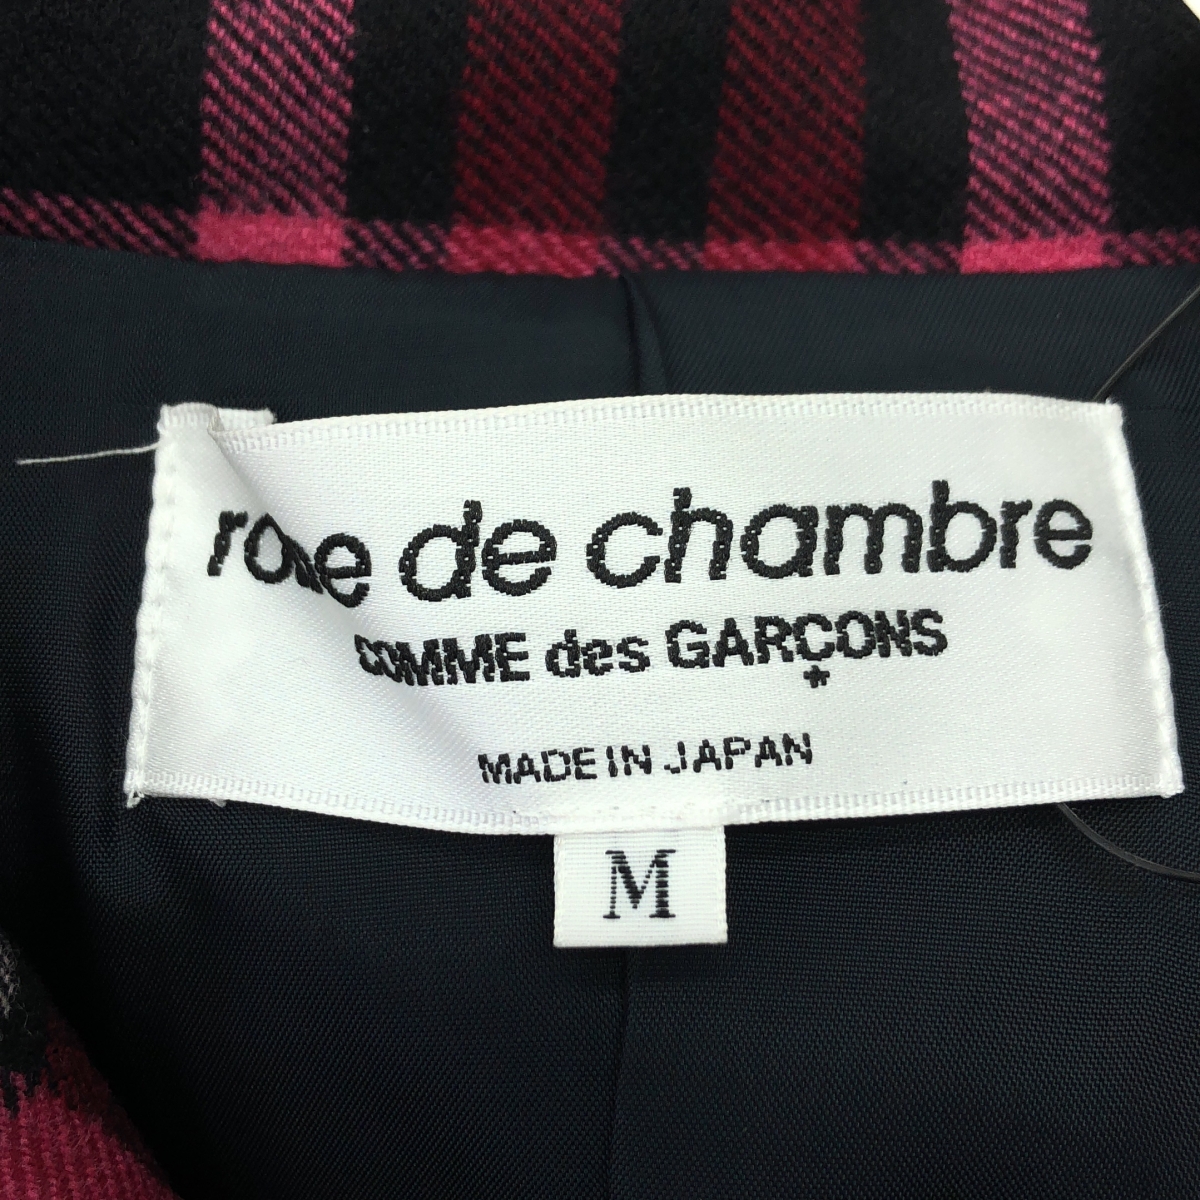 robe de chambre
COMME des GARÇONS
MADE IN JAPAN
M